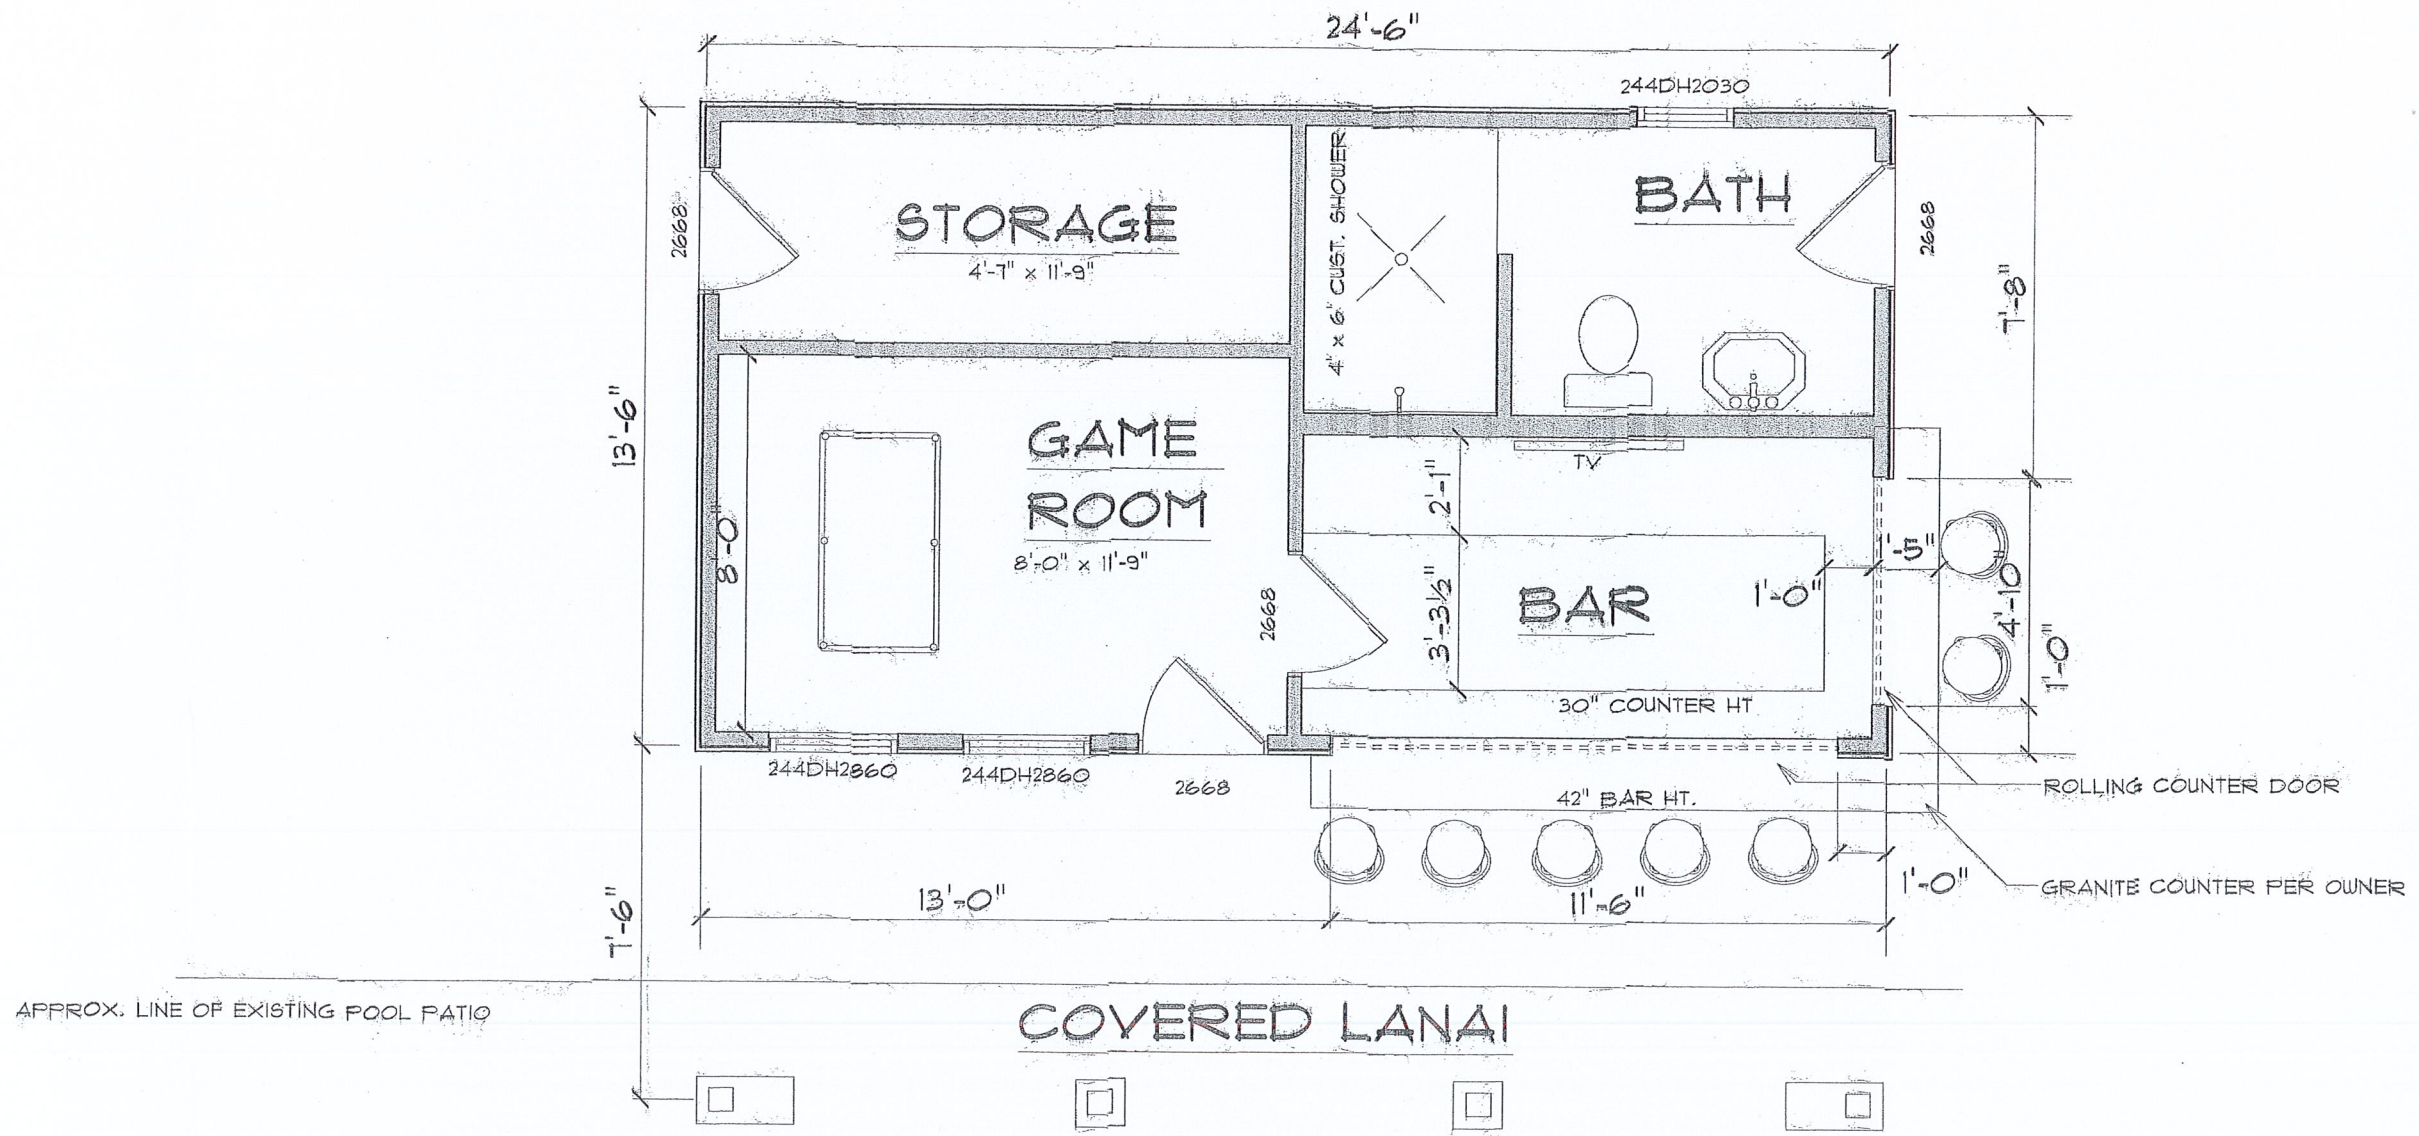 24'-6"
244DH2030
STORAGE
4'-7" x 11'-9"
2668
4' x 6' CUST. SHOWER
BATH
2668
7'-8"
13'-6"
GAME
ROOM
8'-0" x 11'-9"
8'-0"
TV
2'-1"
3'-3½"
BAR
1'-0"
1'-5"
4'-10"
1'-0"
2668
30" COUNTER HT
244DH2860
244DH2860
2668
42" BAR HT.
ROLLING COUNTER DOOR
GRANITE COUNTER PER OWNER
1'-0"
13'-0"
11'-6"
7'-6"
APPROX. LINE OF EXISTING POOL PATIO
COVERED LANAI